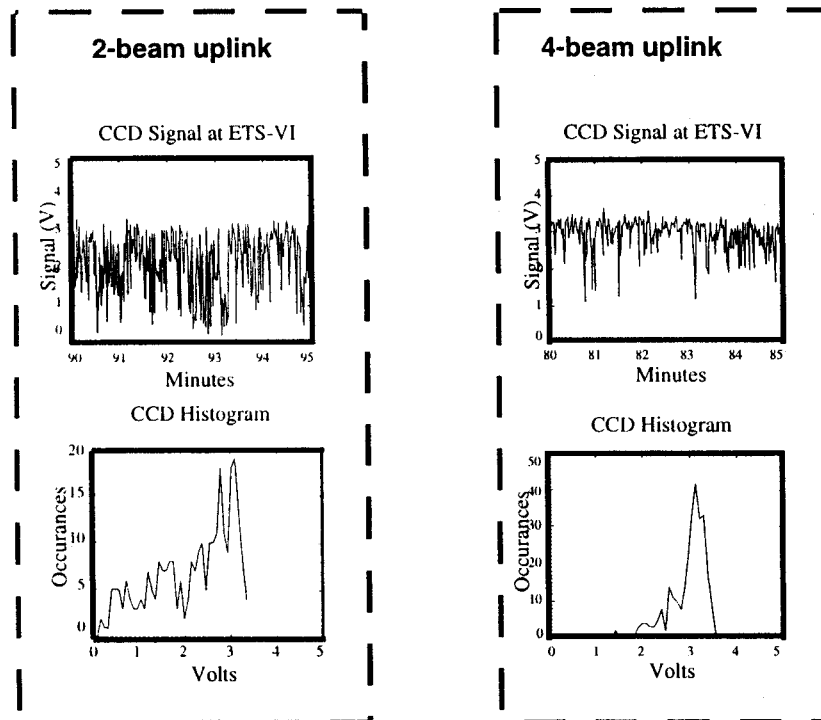 2-beam uplink
CCD Signal at ETS-VI
Signal (V)
5
4
3
2
1
0
90 91 92 93 94 95
Minutes
CCD Histogram
Occurances
20
15
10
5
0
0 1 2 3 4 5
Volts
4-beam uplink
CCD Signal at ETS-VI
Signal (V)
5
4
3
2
1
0
80 81 82 83 84 85
Minutes
CCD Histogram
Occurances
50
40
30
20
10
0
0 1 2 3 4 5
Volts